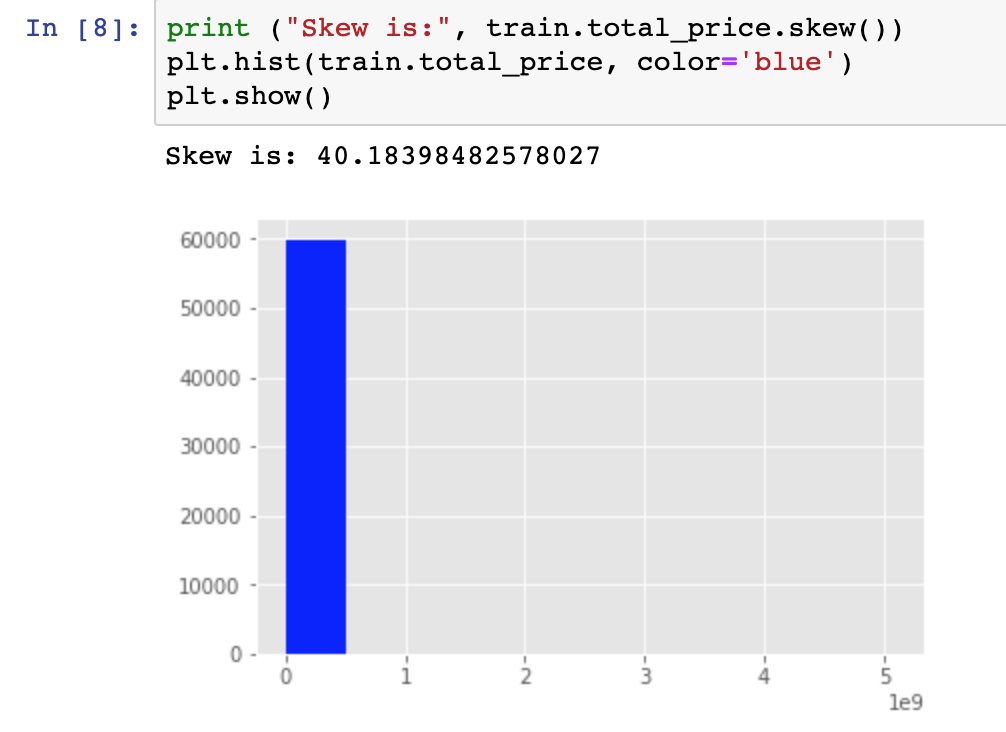 In [8]: print ("Skew is:", train.total_price.skew())
plt.hist(train.total_price, color='blue')
plt.show()
Skew is: 40.18398482578027
60000
50000
40000
30000
20000
10000
0
0 1 2 3 4 5
1e9